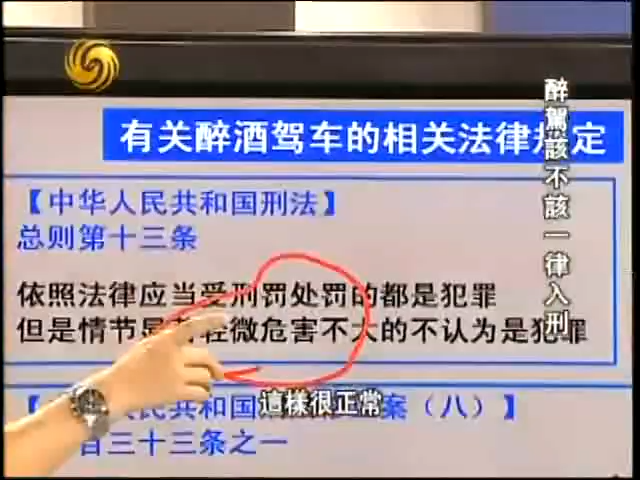 有关醉酒驾车的相关法律 定
醉駕該不該一律入刑
【中华人民共和国刑法】
总则第十三条
依照法律应当受刑罚处罚的都是犯罪
但是情节 轻微危害不大的不认为是犯罪
【 人民共和国 案（八）】
百三十三条之一
這樣很正常